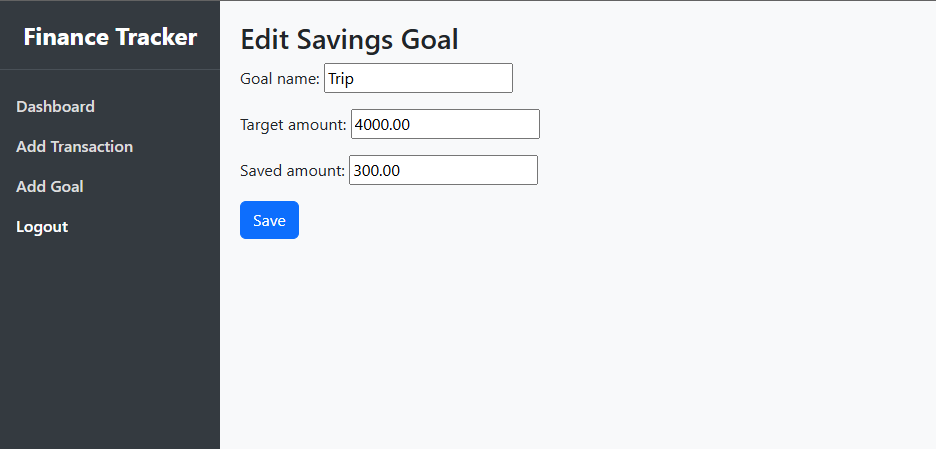 Finance Tracker
Dashboard
Add Transaction
Add Goal
Logout
Edit Savings Goal
Goal name: Trip
Target amount: 4000.00
Saved amount: 300.00
Save